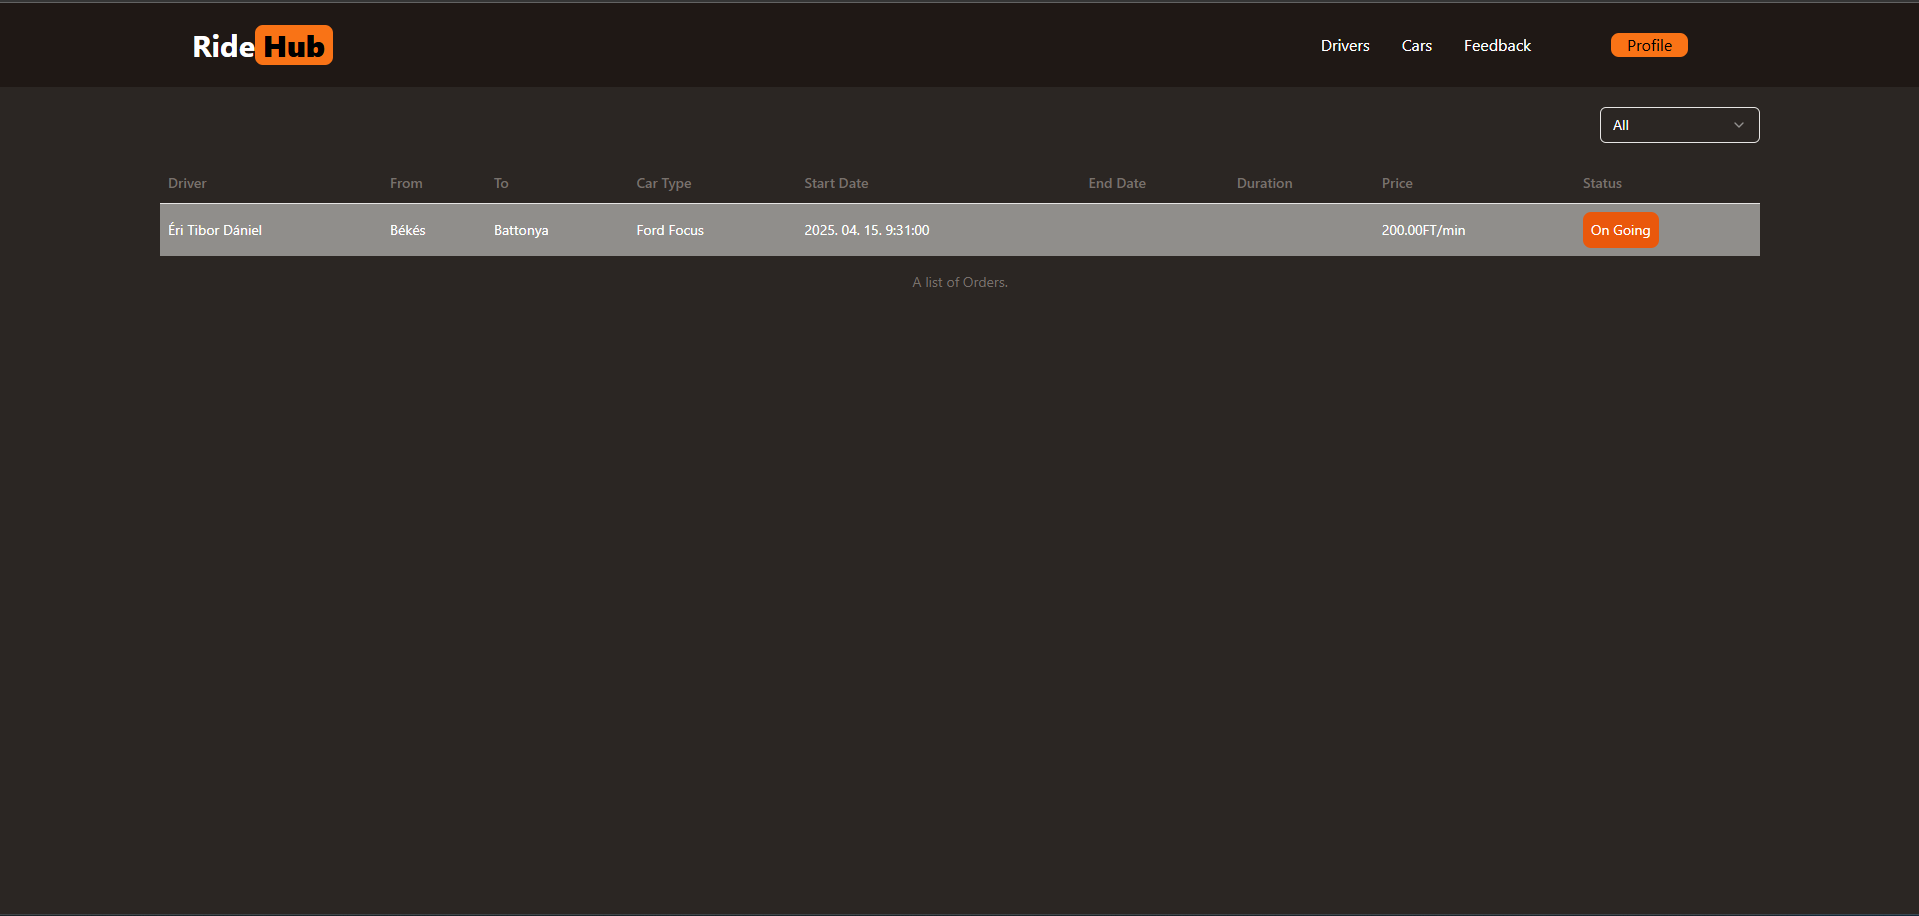 Ride Hub Drivers Cars Feedback Profile
All
Driver From To Car Type Start Date End Date Duration Price Status
Éri Tibor Dániel Békés Battonya Ford Focus 2025. 04. 15. 9:31:00 200.00FT/min On Going
A list of Orders.